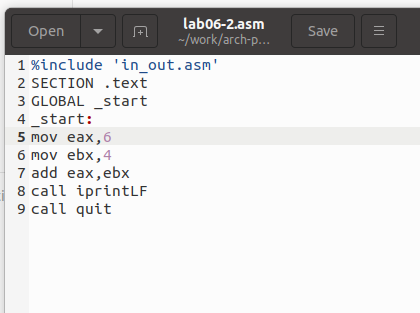 Open
lab06-2.asm
~/work/arch-p...
Save
1 %include 'in_out.asm'
2 SECTION .text
3 GLOBAL _start
4 _start:
5 mov eax,6
6 mov ebx,4
7 add eax,ebx
8 call iprintLF
9 call quit